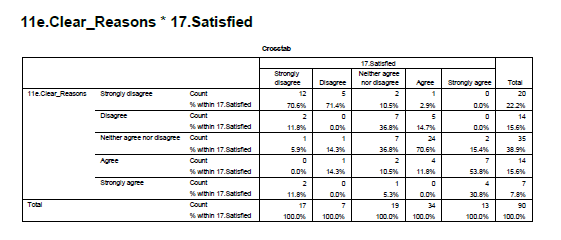 11e.Clear_Reasons * 17.Satisfied
Crosstab
17.Satisfied
Strongly disagree Disagree Neither agree nor disagree Agree Strongly agree Total
11e.Clear_Reasons Strongly disagree Count 12 5 2 1 0 20
% within 17.Satisfied 70.6% 71.4% 10.5% 2.9% 0.0% 22.2%
Disagree Count 2 0 7 5 0 14
% within 17.Satisfied 11.8% 0.0% 36.8% 14.7% 0.0% 15.6%
Neither agree nor disagree Count 1 1 7 24 2 35
% within 17.Satisfied 5.9% 14.3% 36.8% 70.6% 15.4% 38.9%
Agree Count 0 1 2 4 7 14
% within 17.Satisfied 0.0% 14.3% 10.5% 11.8% 53.8% 15.6%
Strongly agree Count 2 0 1 0 4 7
% within 17.Satisfied 11.8% 0.0% 5.3% 0.0% 30.8% 7.8%
Total Count 17 7 19 34 13 90
% within 17.Satisfied 100.0% 100.0% 100.0% 100.0% 100.0% 100.0%